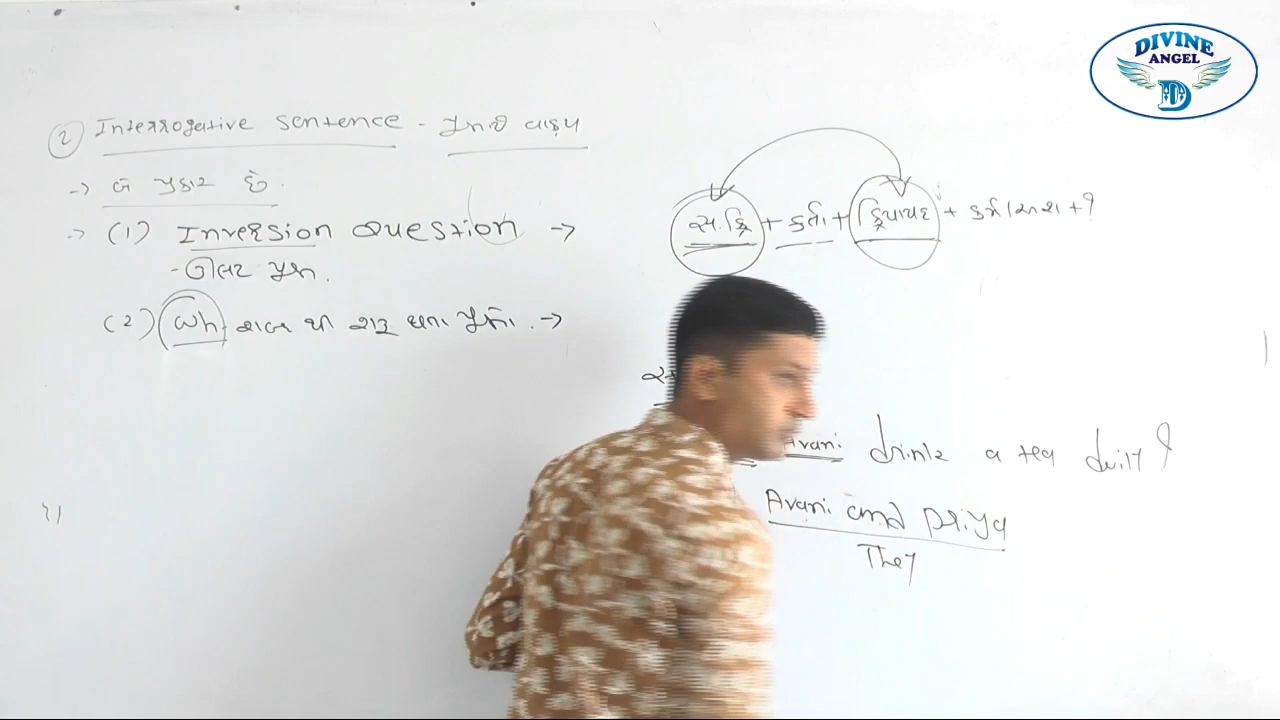 DIVINE
ANGEL
D
(2) Interrogative sentence - પ્રશ્નાર્થ વાક્ય
-> બે પ્રકાર છે.
-> (1) Inversion Question -> સ.ક્રિ + કર્તા + ક્રિયાપદ + કર્મ/અન્ય + ?
- ઉલટ પ્રશ્ન.
(2) Wh શબ્દ થી શરૂ થતા પ્રશ્નો. ->
Avani drink a tea daily?
Avani and Priya
They